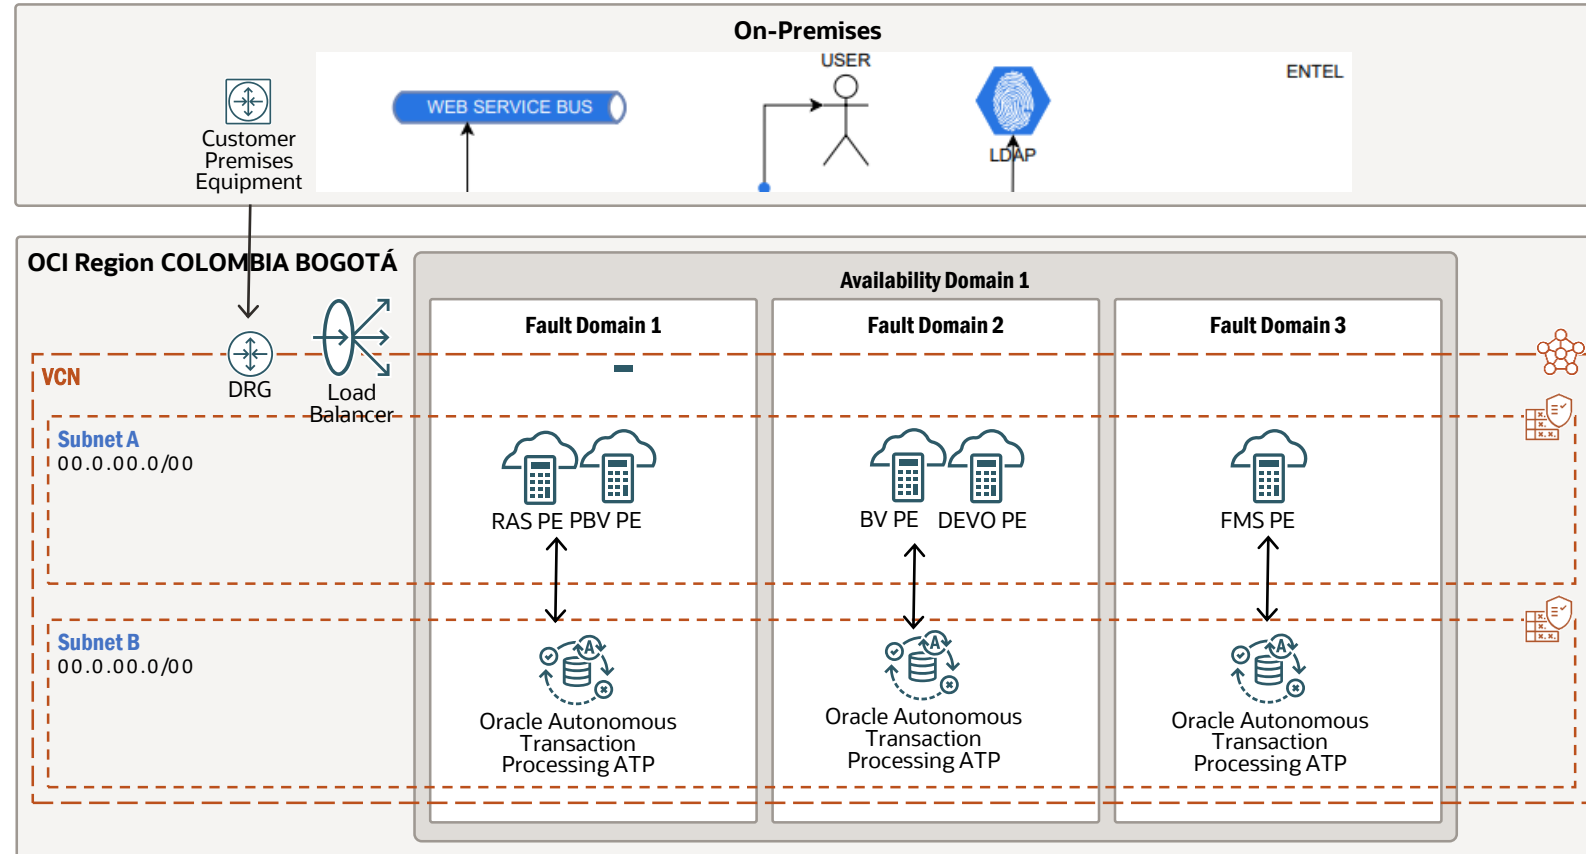 On-Premises
USER
ENTEL
WEB SERVICE BUS
LDAP
Customer
Premises
Equipment
OCI Region COLOMBIA BOGOTÁ
Availability Domain 1
Fault Domain 1
Fault Domain 2
Fault Domain 3
VCN
DRG
Load
Balancer
Subnet A
00.0.00.0/00
RAS PE PBV PE
BV PE DEVO PE
FMS PE
Subnet B
00.0.00.0/00
Oracle Autonomous
Transaction
Processing ATP
Oracle Autonomous
Transaction
Processing ATP
Oracle Autonomous
Transaction
Processing ATP